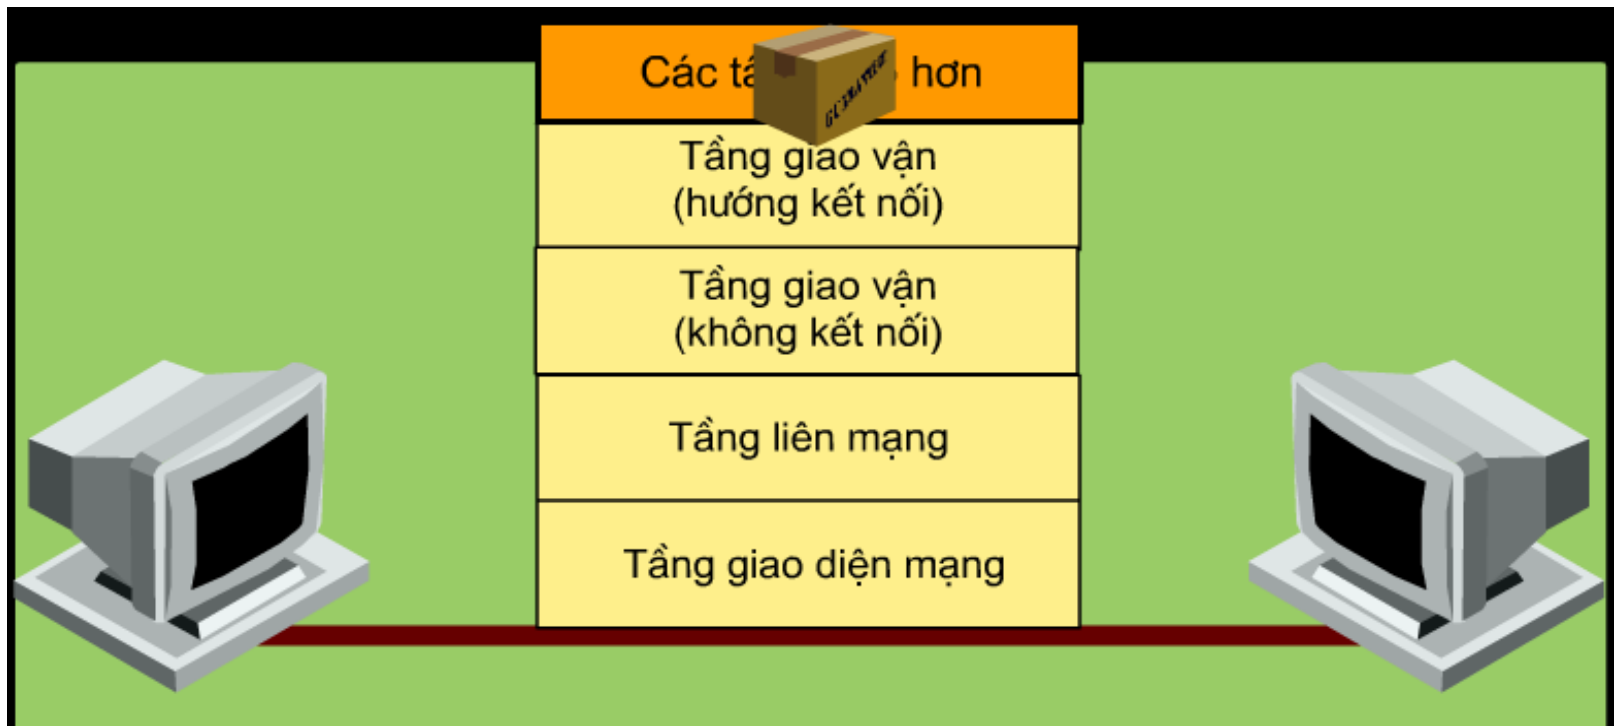 Các hơn
Tầng giao vận
(hướng kết nối)
Tầng giao vận
(không kết nối)
Tầng liên mạng
Tầng giao diện mạng